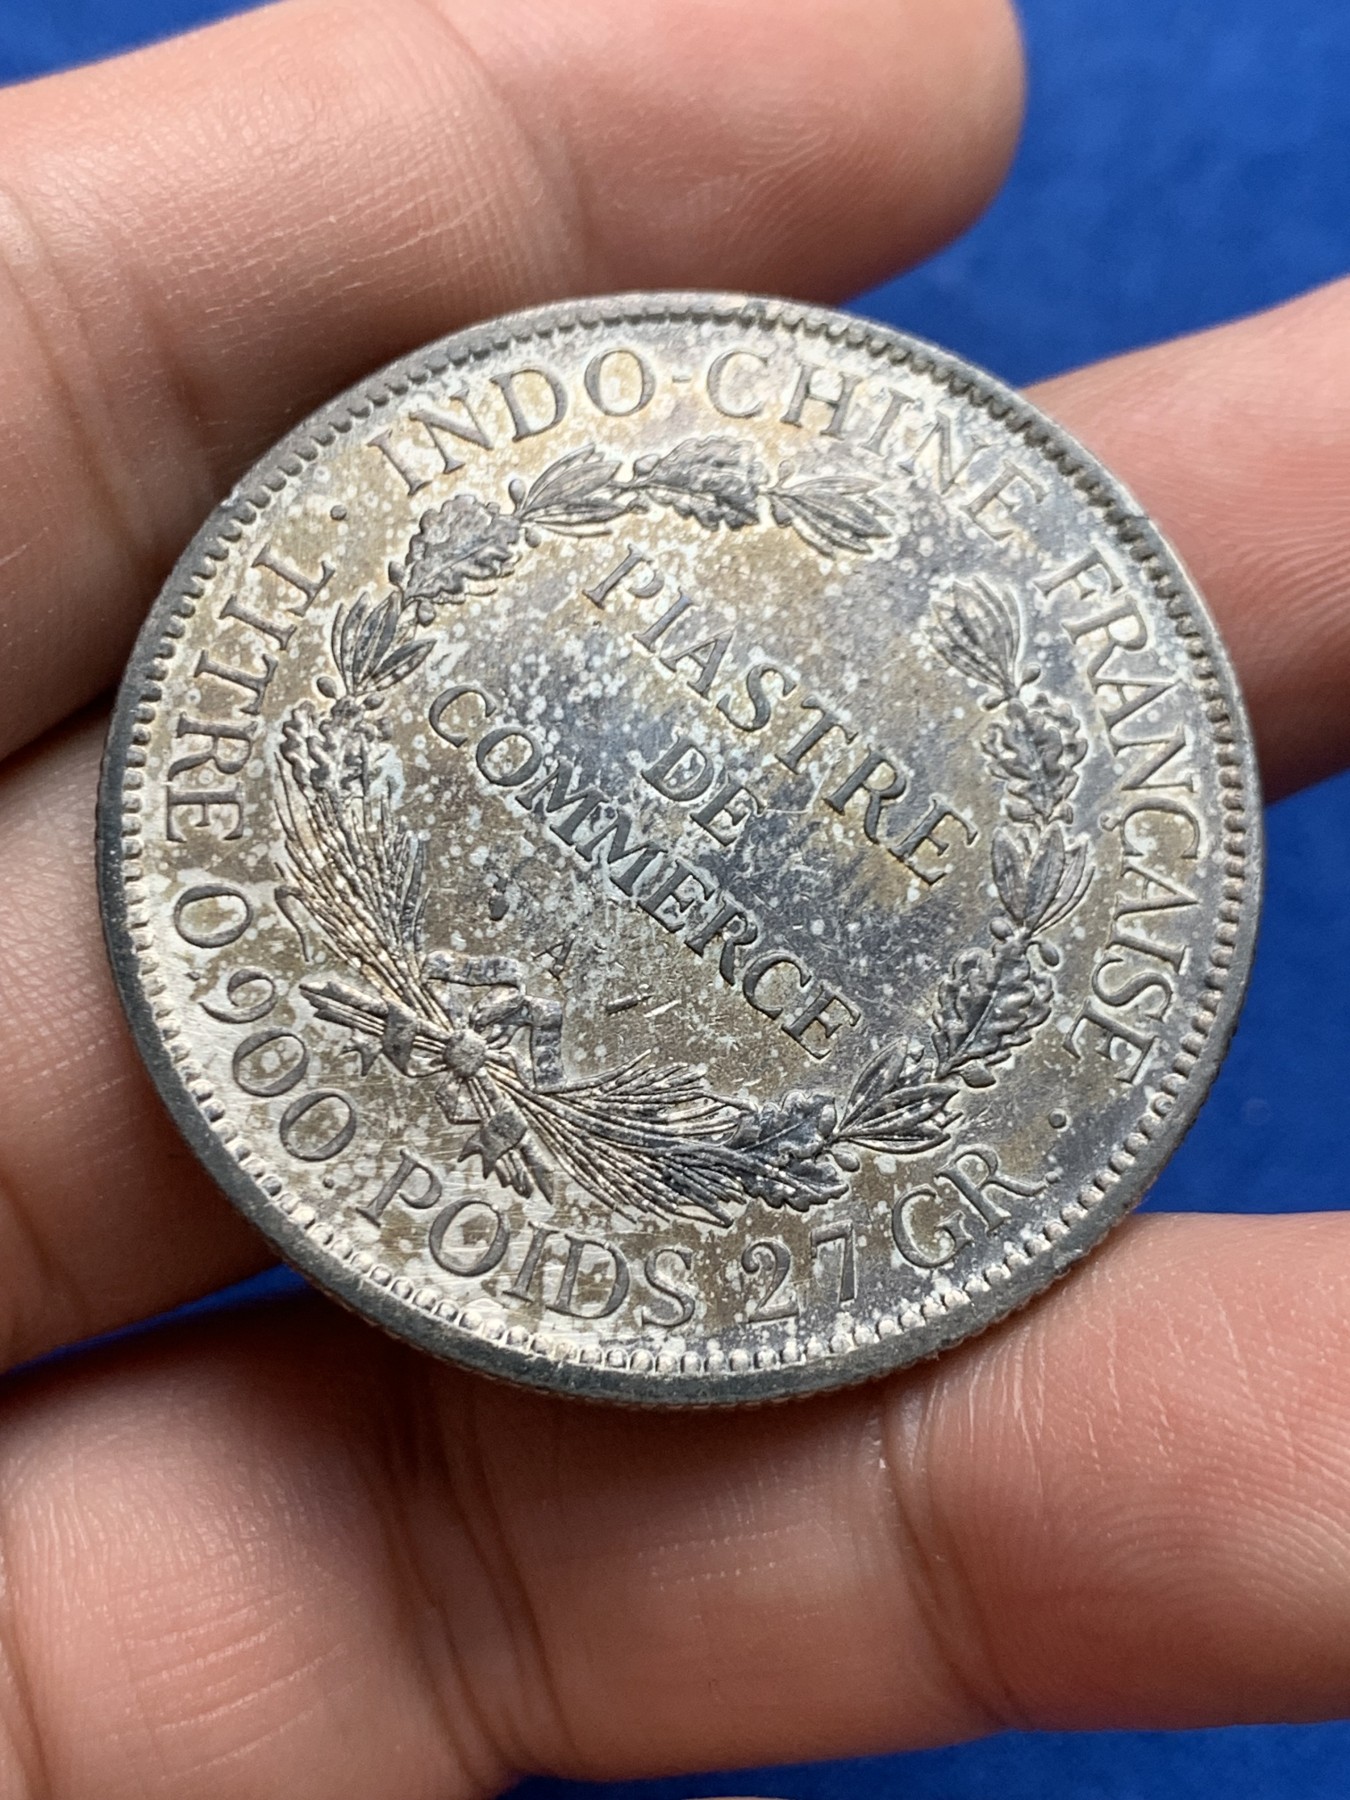 INDO-CHINE FRANÇAISE
PIASTRE
DE
COMMERCE
A
TITRE 0,900. POIDS 27 GR.